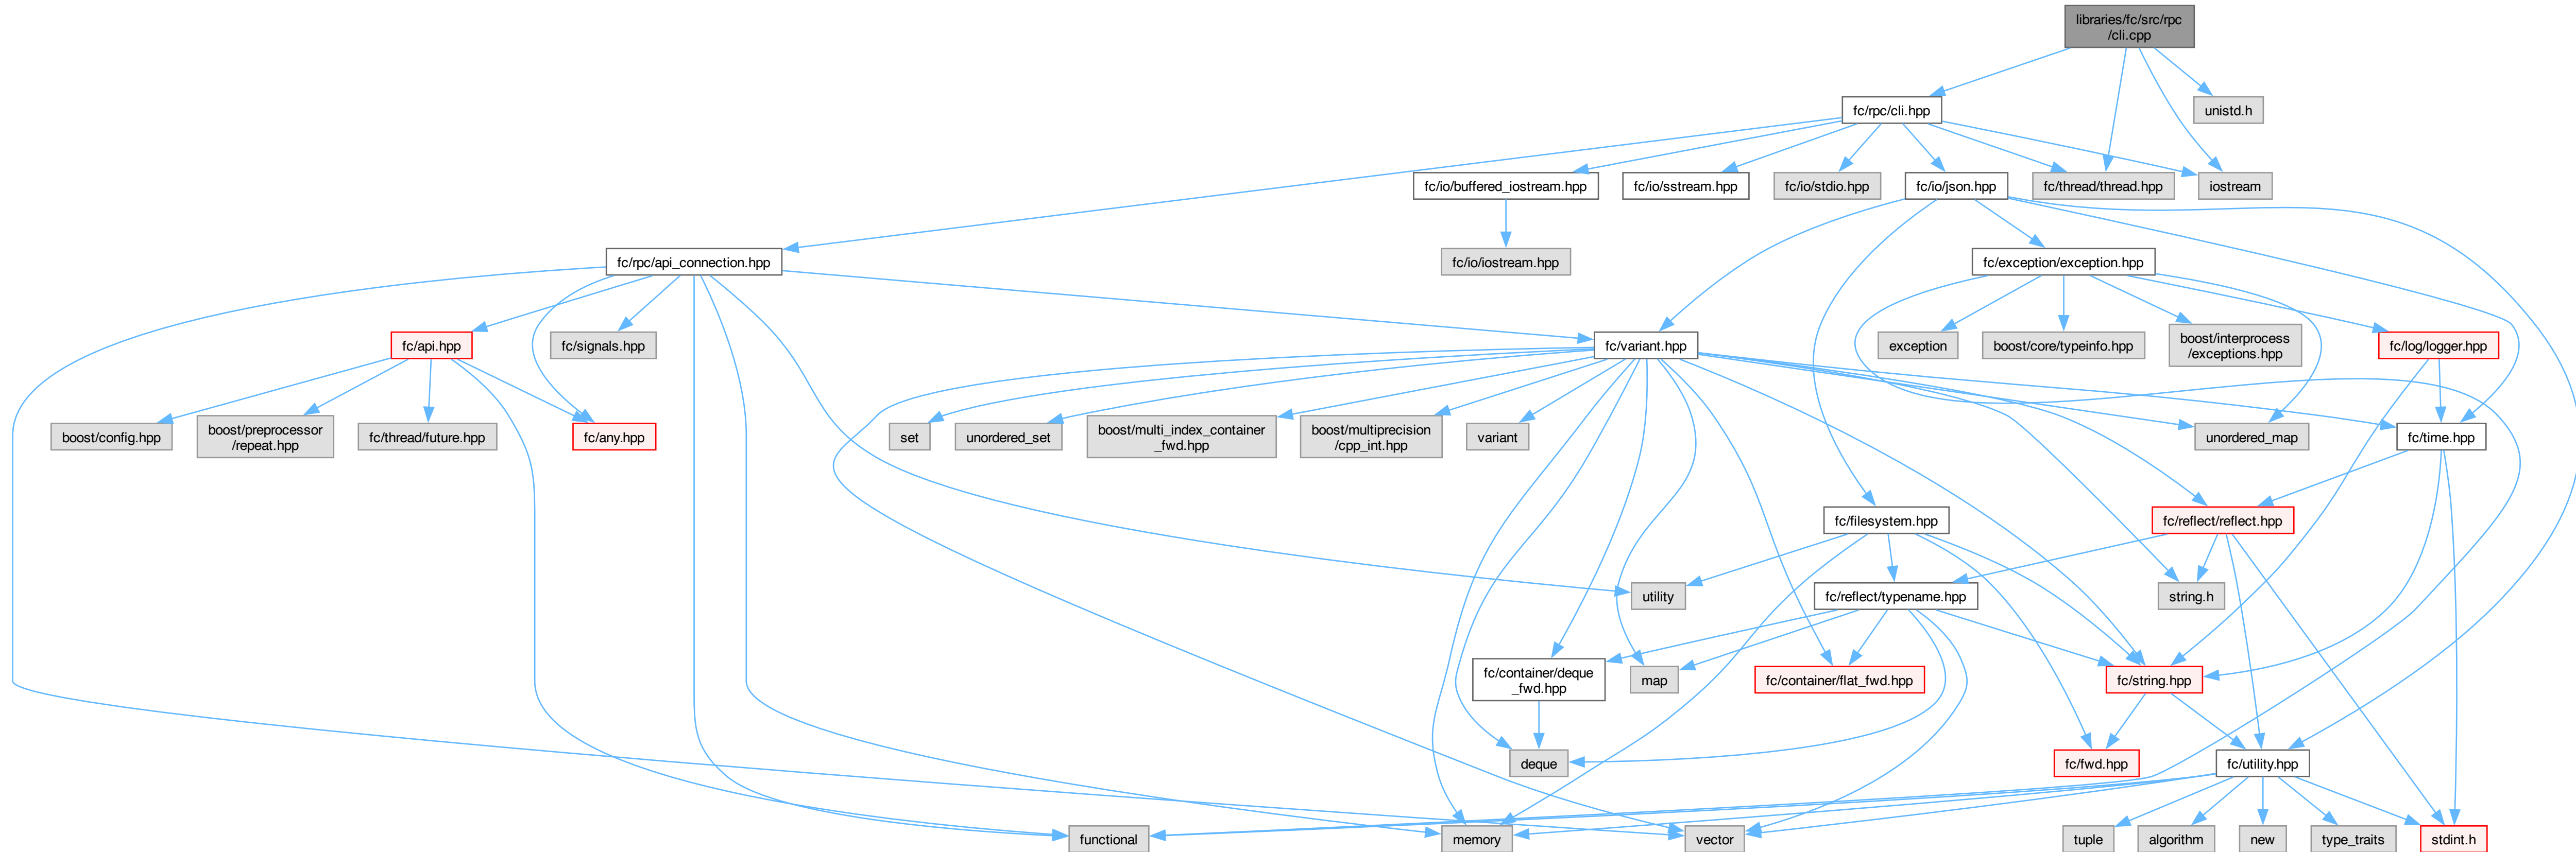 libraries/fc/src/rpc
/cli.cpp
fc/rpc/cli.hpp
unistd.h
fc/io/buffered_iostream.hpp
fc/io/sstream.hpp
fc/io/stdio.hpp
fc/io/json.hpp
fc/thread/thread.hpp
iostream
fc/rpc/api_connection.hpp
fc/io/iostream.hpp
fc/exception/exception.hpp
fc/api.hpp
fc/signals.hpp
fc/variant.hpp
exception
boost/core/typeinfo.hpp
boost/interprocess
/exceptions.hpp
fc/log/logger.hpp
boost/config.hpp
boost/preprocessor
/repeat.hpp
fc/thread/future.hpp
fc/any.hpp
set
unordered_set
boost/multi_index_container
_fwd.hpp
boost/multiprecision
/cpp_int.hpp
variant
unordered_map
fc/time.hpp
fc/filesystem.hpp
fc/reflect/reflect.hpp
utility
fc/reflect/typename.hpp
string.h
fc/container/deque
_fwd.hpp
map
fc/container/flat_fwd.hpp
fc/string.hpp
deque
fc/fwd.hpp
fc/utility.hpp
functional
memory
vector
tuple
algorithm
new
type_traits
stdint.h